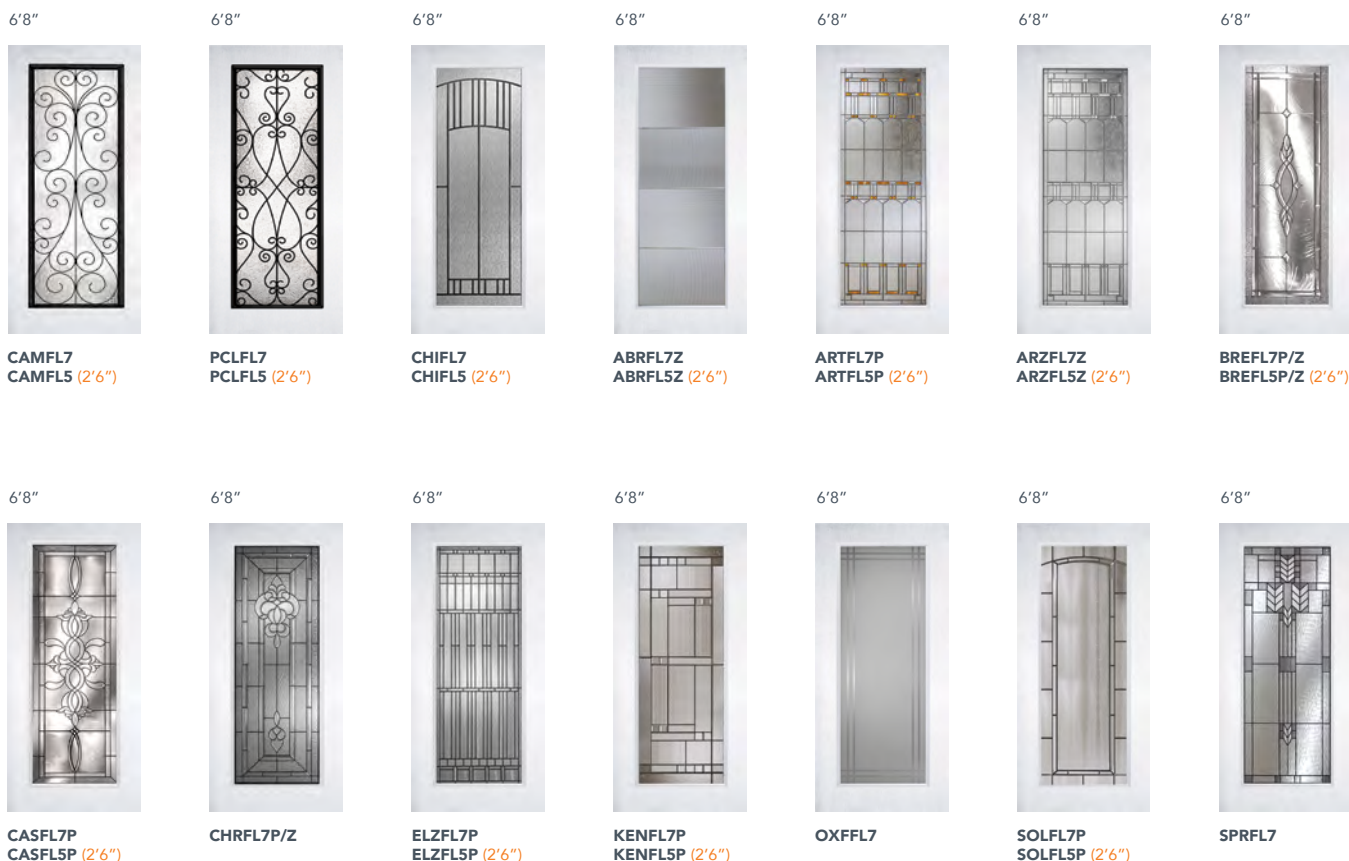 6’8” 6’8” 6’8” 6’8” 6’8” 6’8” 6’8”
CAMFL7 PCLFL7 CHIFL7 ABRFL7Z ARTFL7P ARZFL7Z BREFL7P/Z
CAMFL5 (2’6”) PCLFL5 (2’6”) CHIFL5 (2’6”) ABRFL5Z (2’6”) ARTFL5P (2’6”) ARZFL5Z (2’6”) BREFL5P/Z (2’6”)
6’8” 6’8” 6’8” 6’8” 6’8” 6’8” 6’8”
CASFL7P CHRFL7P/Z ELZFL7P KENFL7P OXFFL7 SOLFL7P SPRFL7
CASFL5P (2’6”) ELZFL5P (2’6”) KENFL5P (2’6”) SOLFL5P (2’6”)